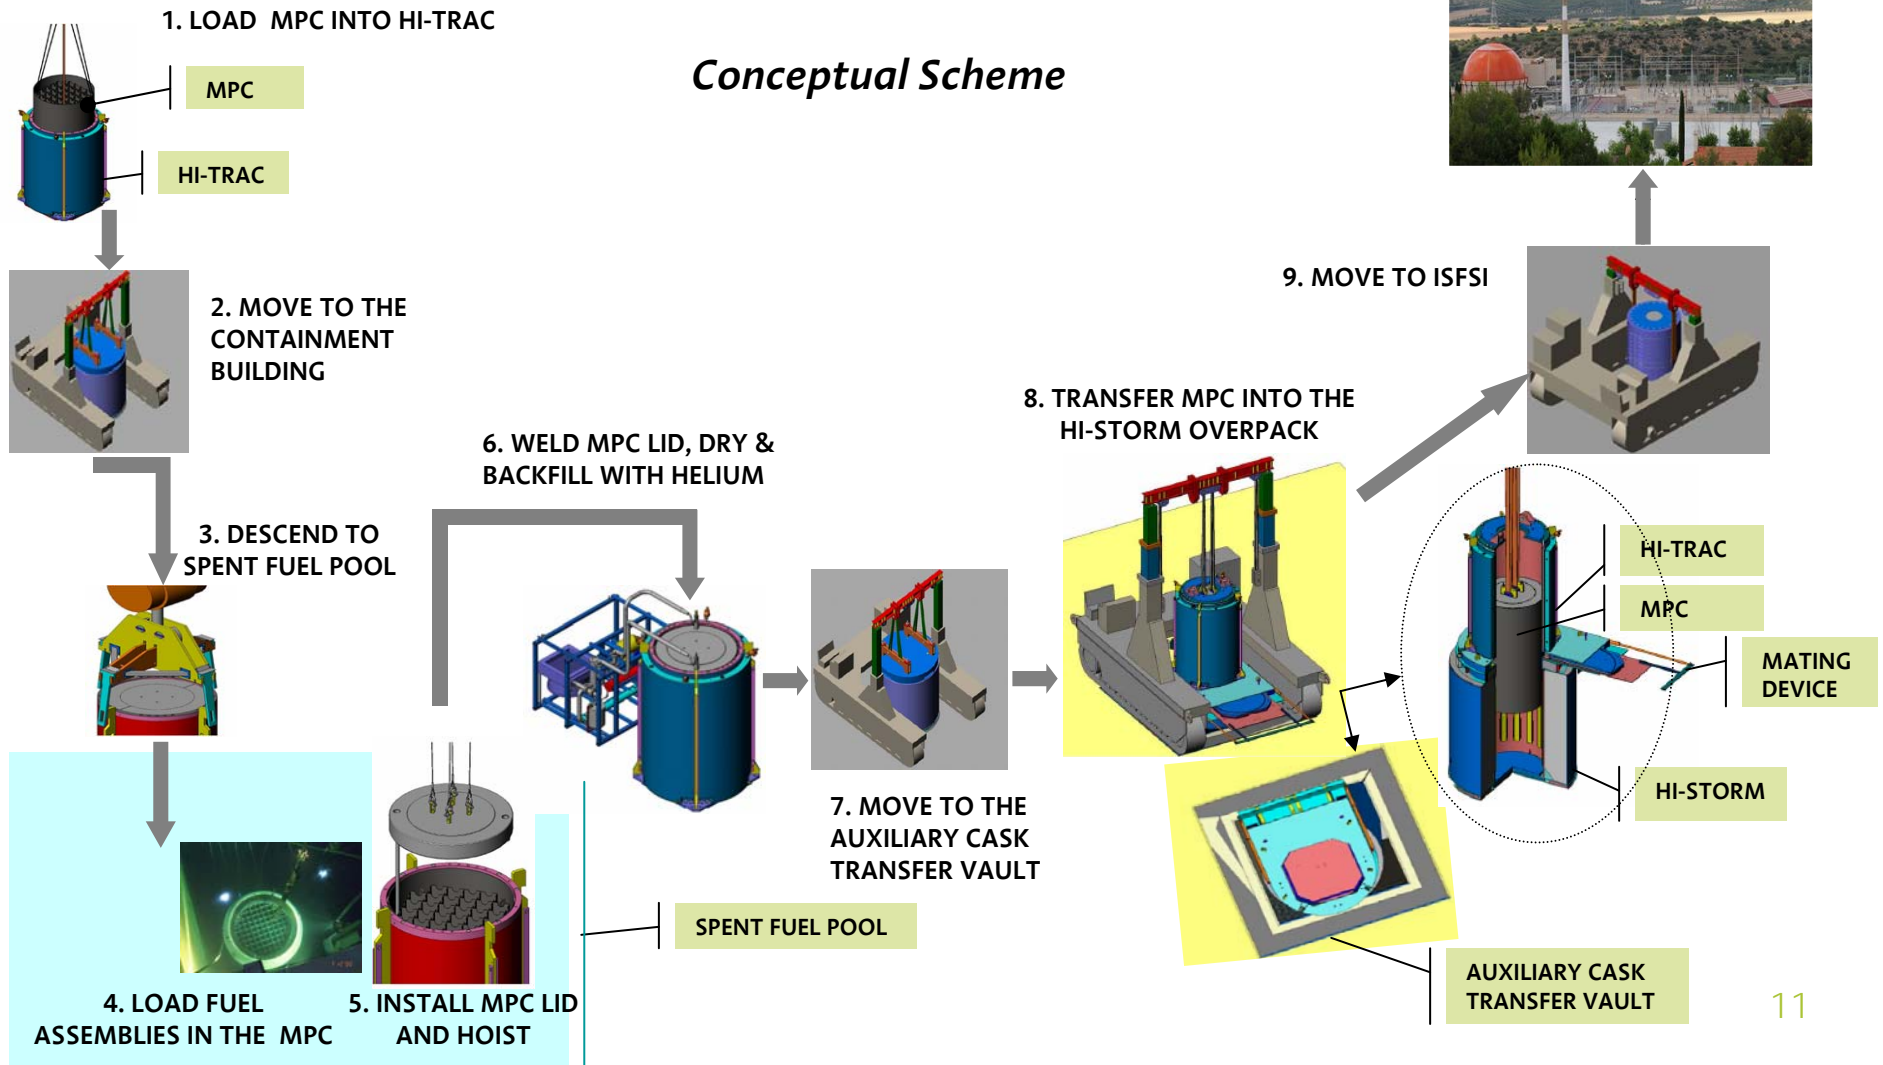 1. LOAD MPC INTO HI-TRAC
Conceptual Scheme
MPC
HI-TRAC
2. MOVE TO THE
CONTAINMENT
BUILDING
3. DESCEND TO
SPENT FUEL POOL
4. LOAD FUEL
ASSEMBLIES IN THE MPC
5. INSTALL MPC LID
AND HOIST
SPENT FUEL POOL
6. WELD MPC LID, DRY &
BACKFILL WITH HELIUM
7. MOVE TO THE
AUXILIARY CASK
TRANSFER VAULT
8. TRANSFER MPC INTO THE
HI-STORM OVERPACK
HI-TRAC
MPC
MATING
DEVICE
HI-STORM
AUXILIARY CASK
TRANSFER VAULT
9. MOVE TO ISFSI
11